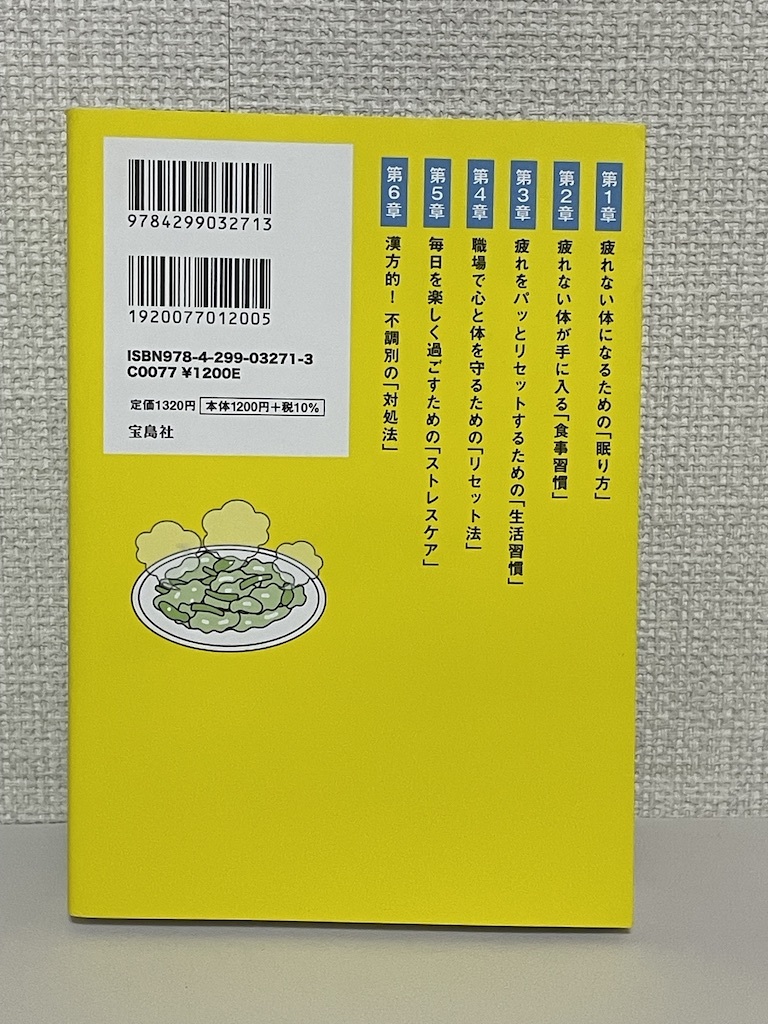 第1章 疲れない体になるための「眠り方」
第2章 疲れない体が手に入る「食事習慣」
第3章 疲れをパッとリセットするための「生活習慣」
第4章 職場で心と体を守るための「リセット法」
第5章 毎日を楽しく過ごすための「ストレスケア」
第6章 漢方的！ 不調別の「対処法」
9784299032713
1920077012005
ISBN978-4-299-03271-3
C0077 ¥1200E
定価1320円 本体1200円+税10%
宝島社